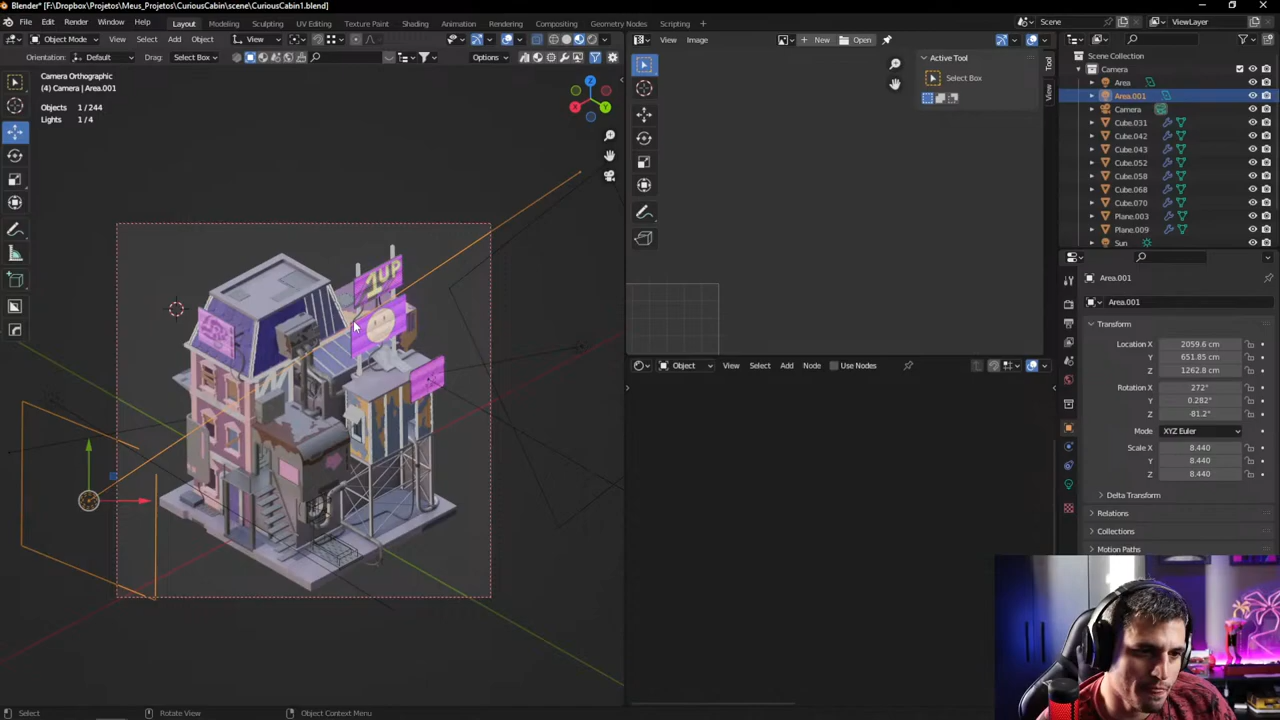 Blender* [F:\Dropbox\Projetos\Meus_Projetos\CuriousCabin\scene\CuriousCabin1.blend]
File Edit Render Window Help Layout Modeling Sculpting UV Editing Texture Paint Shading Animation Rendering Compositing Geometry Nodes Scripting + Scene ViewLayer
Object Mode View Select Add Object View
View Image + New Open
Orientation: Default Drag: Select Box Options
Camera Orthographic
(4) Camera | Area.001
Objects 1/244
Lights 1/4
X
Y
Z
1UP
Active Tool
Select Box
Tool
View
Scene Collection
Camera
Area
Area.001
Camera
Cube.031
Cube.042
Cube.043
Cube.052
Cube.058
Cube.068
Cube.070
Plane.003
Plane.009
Sun
Object View Select Add Node Use Nodes
Area.001
Area.001
Transform
Location X 2059.6 cm
Y 651.85 cm
Z 1262.8 cm
Rotation X 272°
Y 0.282°
Z -81.2°
Mode XYZ Euler
Scale X 8.440
Y 8.440
Z 8.440
Delta Transform
Relations
Collections
Motion Paths
Select Rotate View Object Context Menu